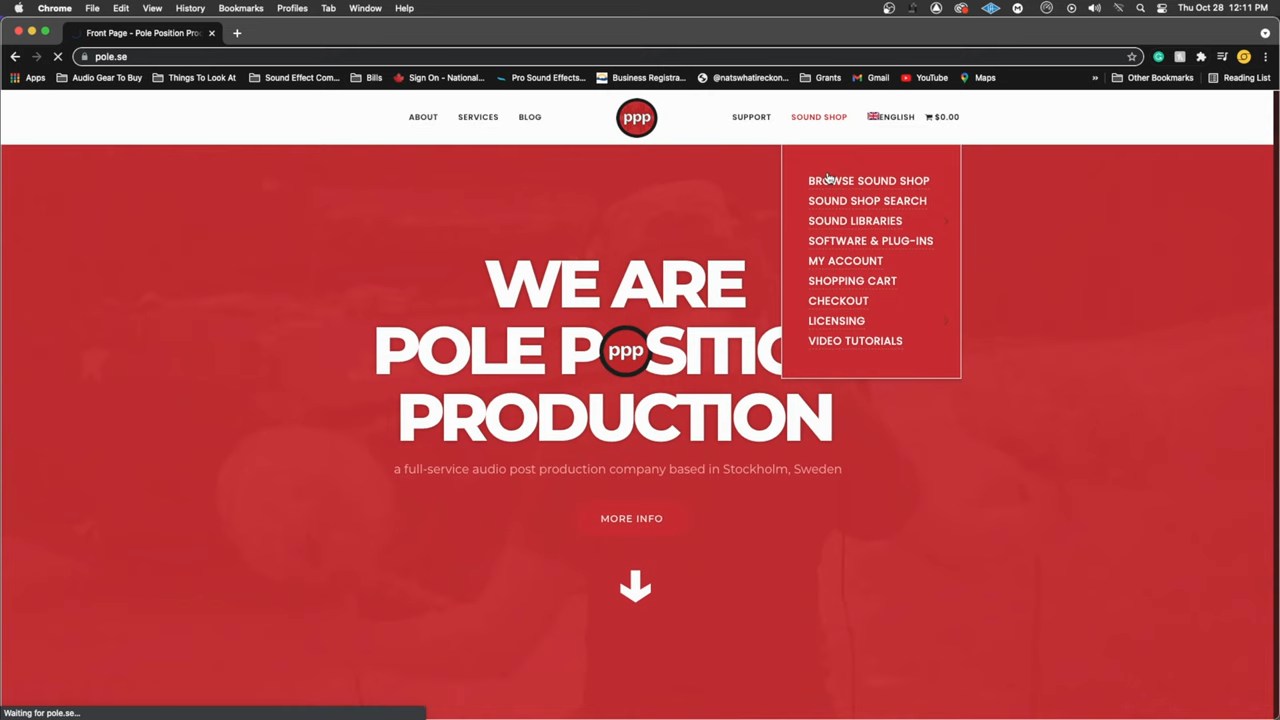 Chrome File Edit View History Bookmarks Profiles Tab Window Help Thu Oct 28 12:11 PM
Front Page - Pole Position Pro
pole.se
Apps Audio Gear To Buy Things To Look At Sound Effect Com... Bills Sign On - National... Pro Sound Effects... Business Registra... @natswhatireckon... Grants Gmail YouTube Maps » Other Bookmarks Reading List
ABOUT SERVICES BLOG ppp SUPPORT SOUND SHOP ENGLISH $0.00
BROWSE SOUND SHOP
SOUND SHOP SEARCH
SOUND LIBRARIES
SOFTWARE & PLUG-INS
MY ACCOUNT
SHOPPING CART
CHECKOUT
LICENSING
VIDEO TUTORIALS
WE ARE
POLE P ppp SITIO
PRODUCTION
a full-service audio post production company based in Stockholm, Sweden
MORE INFO
Waiting for pole.se...